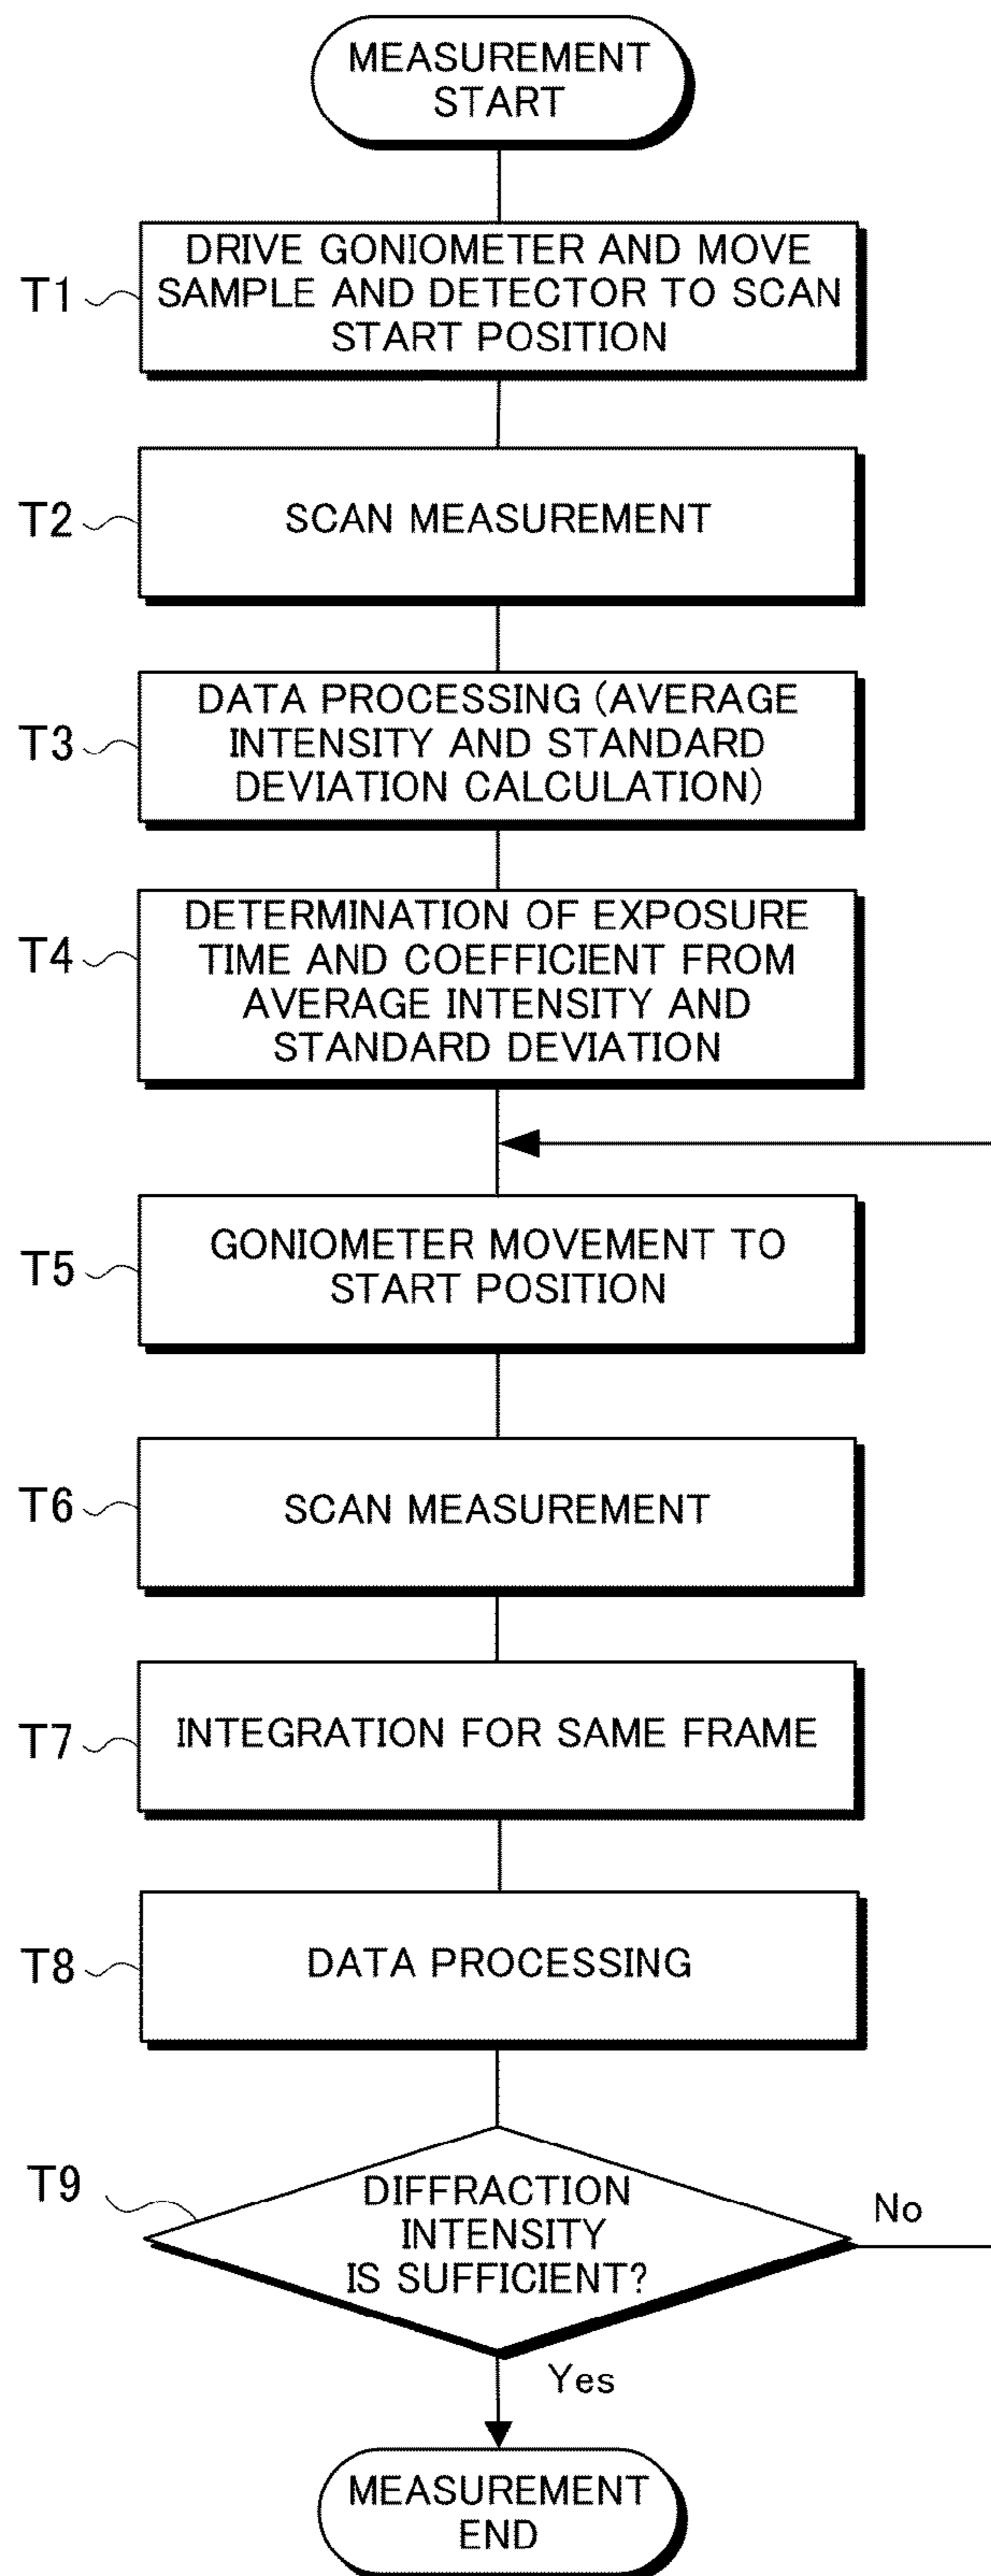 MEASUREMENT
START
T1
DRIVE GONIOMETER AND MOVE
SAMPLE AND DETECTOR TO SCAN
START POSITION
T2
SCAN MEASUREMENT
T3
DATA PROCESSING (AVERAGE
INTENSITY AND STANDARD
DEVIATION CALCULATION)
T4
DETERMINATION OF EXPOSURE
TIME AND COEFFICIENT FROM
AVERAGE INTENSITY AND
STANDARD DEVIATION
T5
GONIOMETER MOVEMENT TO
START POSITION
T6
SCAN MEASUREMENT
T7
INTEGRATION FOR SAME FRAME
T8
DATA PROCESSING
T9
DIFFRACTION
INTENSITY
IS SUFFICIENT?
No
Yes
MEASUREMENT
END